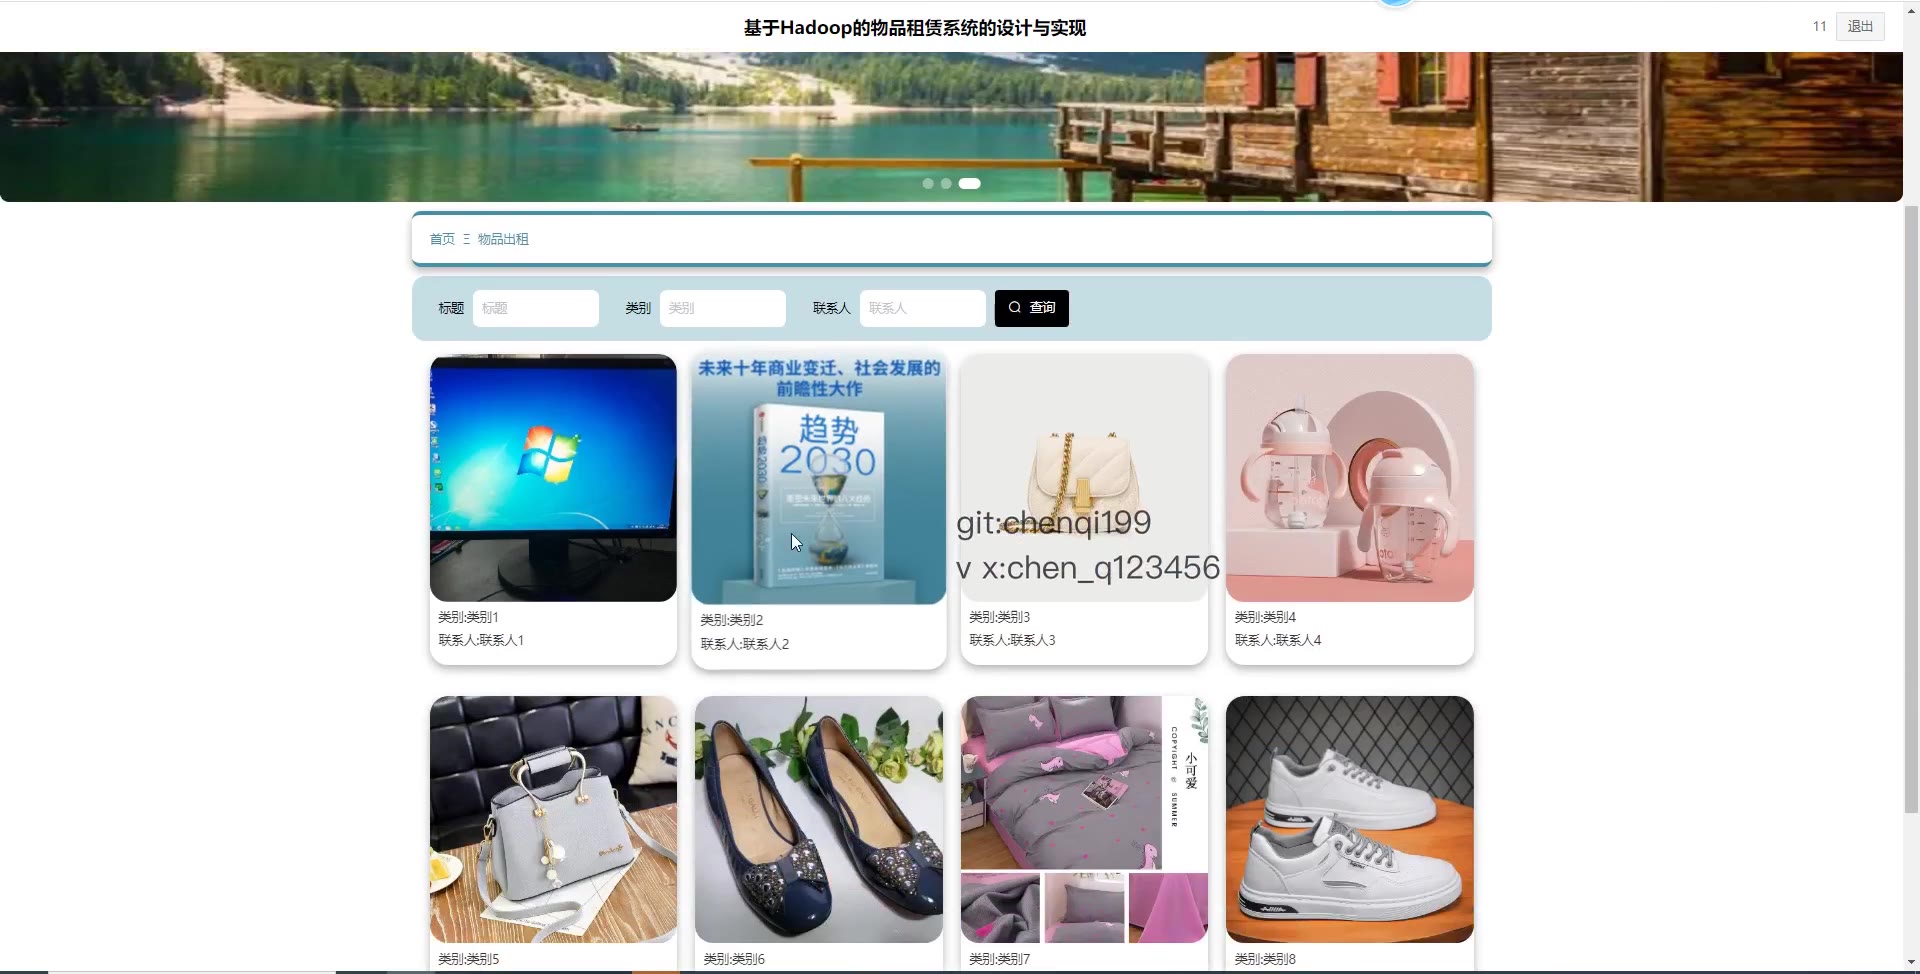 基于Hadoop的物品租赁系统的设计与实现
11 退出
首页 Ξ 物品出租
标题 标题 类别 类别 联系人 联系人 查询
未来十年商业变迁、社会发展的
前瞻性大作
趋势
2030
git:chenqi199
v x:chen_q123456
类别:类别1
联系人:联系人1
类别:类别2
联系人:联系人2
类别:类别3
联系人:联系人3
类别:类别4
联系人:联系人4
小可爱
COPYRIGHT @ SUMMER
类别:类别5
类别:类别6
类别:类别7
类别:类别8